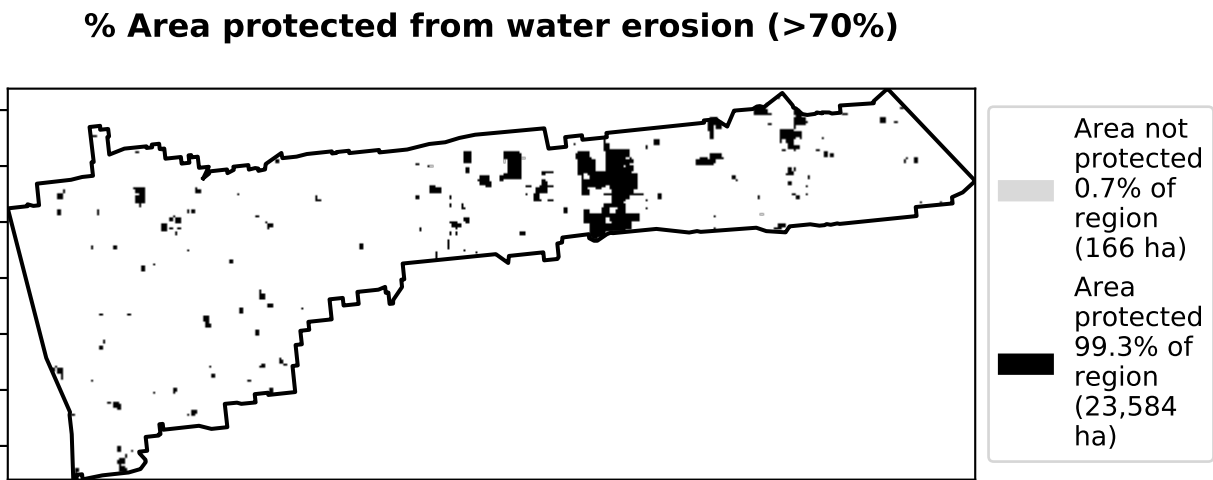 % Area protected from water erosion (>70%)
Area not
protected
0.7% of
region
(166 ha)
Area
protected
99.3% of
region
(23,584
ha)